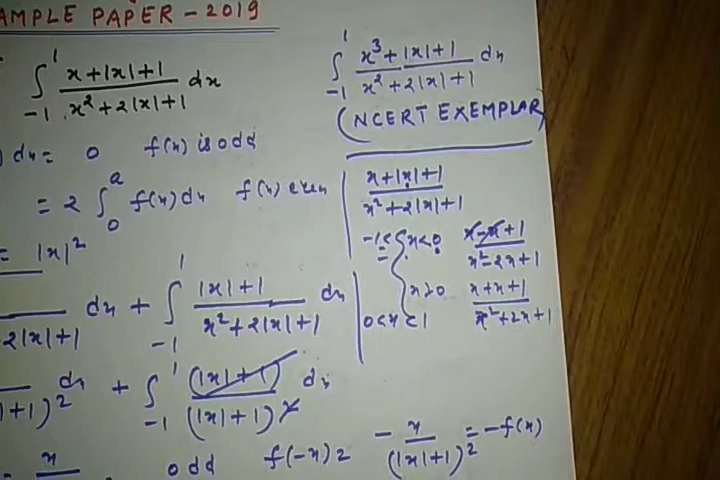 AMPLE PAPER - 2019
∫_{-1}^{1} (x+|x|+1)/(x²+2|x|+1) dx
∫_{-1}^{1} (x³+|x|+1)/(x²+2|x|+1) dx
(NCERT EXEMPLAR)
) dx = 0 f(x) is odd
= 2 ∫_{0}^{a} f(x) dx f(x) even
= |x|²
(x+|x|+1)/(x²+2|x|+1)
-1< { x<0 (x-x+1)/(x²-2x+1)
0<x<1 x>0 (x+x+1)/(x²+2x+1)
/(2|x|+1) dx + ∫_{-1}^{1} (|x|+1)/(x²+2|x|+1) dx
/(|+1)² dx + ∫_{-1}^{1} (|x|+1)/(|x|+1)² dx
x odd f(-x) = -x/(|x|+1)² = -f(x)